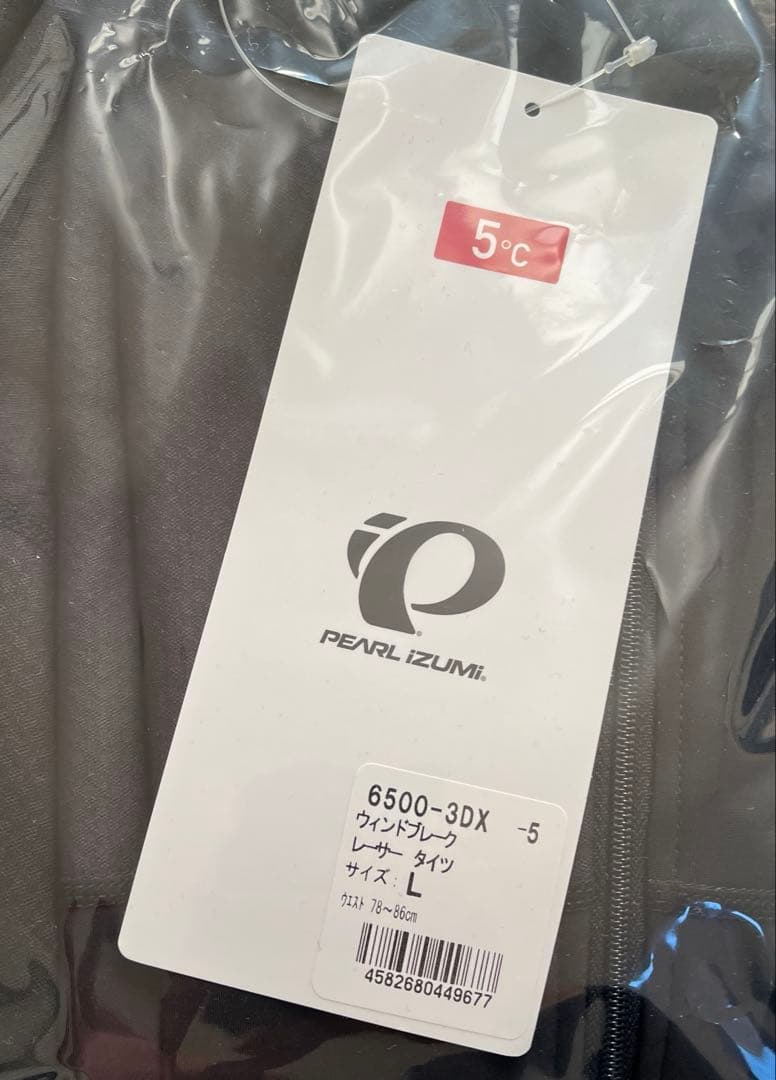 5℃
PEARL iZUMi®
6500-3DX -5
ウィンドブレーク
レーサー タイツ
サイズ: L
ウエスト 78～86cm
4582680449677